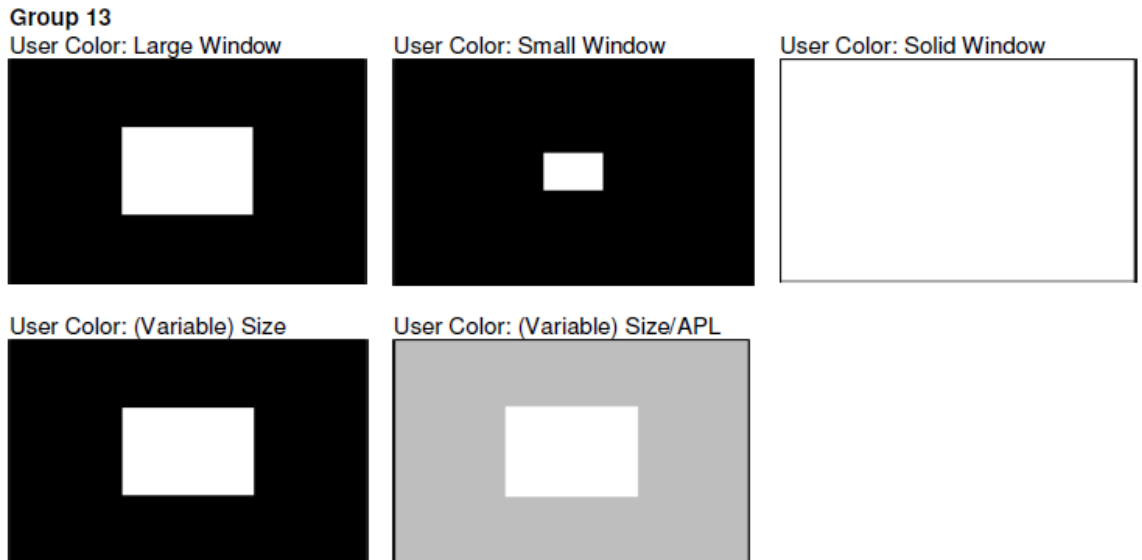 Group 13
User Color: Large Window
User Color: Small Window
User Color: Solid Window
User Color: (Variable) Size
User Color: (Variable) Size/APL